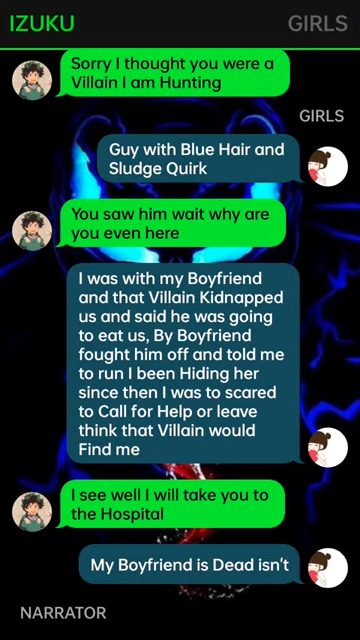 IZUKU
GIRLS
Sorry I thought you were a
Villain I am Hunting
GIRLS
Guy with Blue Hair and
Sludge Quirk
You saw him wait why are
you even here
I was with my Boyfriend
and that Villain Kidnapped
us and said he was going
to eat us, By Boyfriend
fought him off and told me
to run I been Hiding her
since then I was to scared
to Call for Help or leave
think that Villain would
Find me
I see well I will take you to
the Hospital
My Boyfriend is Dead isn't
NARRATOR